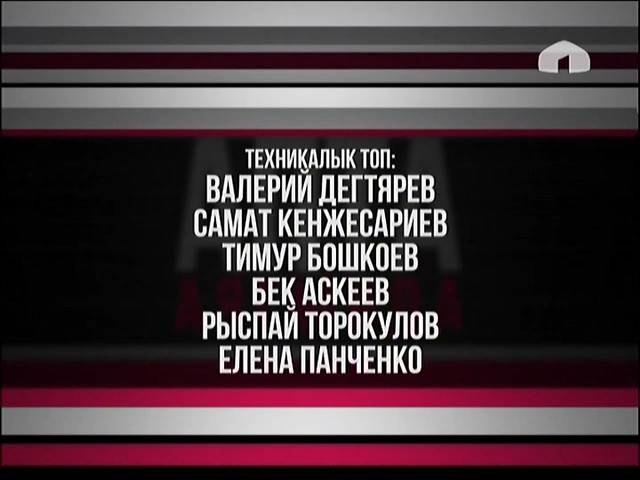 ТЕХНИКАЛЫК ТОП:
ВАЛЕРИЙ ДЕГТЯРЕВ
САМАТ КЕНЖЕСАРИЕВ
ТИМУР БОШКОЕВ
БЕК АСКЕЕВ
РЫСПАЙ ТОРОКУЛОВ
ЕЛЕНА ПАНЧЕНКО